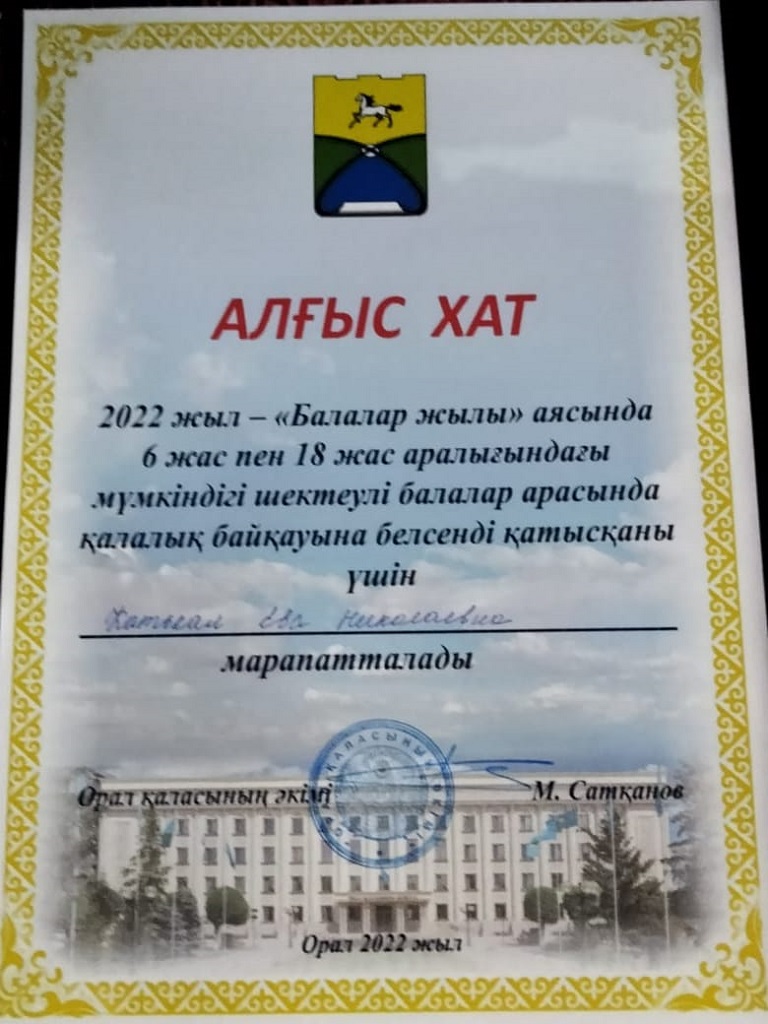 АЛҒЫС ХАТ
2022 жыл – «Балалар жылы» аясында
6 жас пен 18 жас аралығындағы
мүмкіндігі шектеулі балалар арасында
қалалық байқауына белсенді қатысқаны
үшін
Ева Николаевна
марапатталады
Орал қаласының әкімі
М. Сатқанов
Орал 2022 жыл